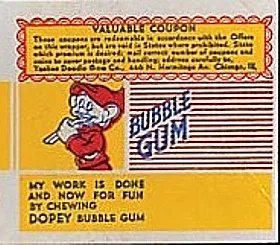 VALUABLE COUPON
These coupons are redeemable in accordance with the Offers
on this wrapper, but are void in States where prohibited. State
which premium is desired; mail correct number of coupons and
coins to cover postage and handling; address carefully to,
Yankee Doodle Gum Co., 440 N. Hermitage Av. Chicago, Ill.
BUBBLE
GUM
MY WORK IS DONE
AND NOW FOR FUN
BY CHEWING
DOPEY BUBBLE GUM